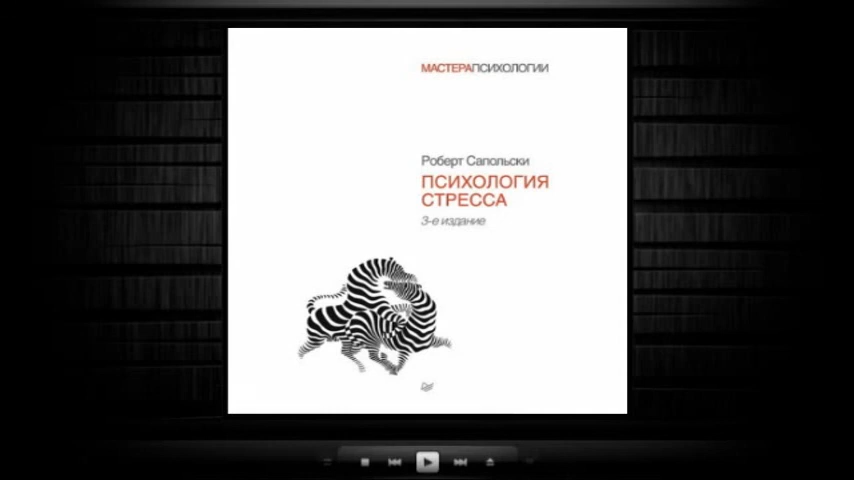 МАСТЕРАПСИХОЛОГИИ
Роберт Сапольски
ПСИХОЛОГИЯ
СТРЕССА
3-е издание